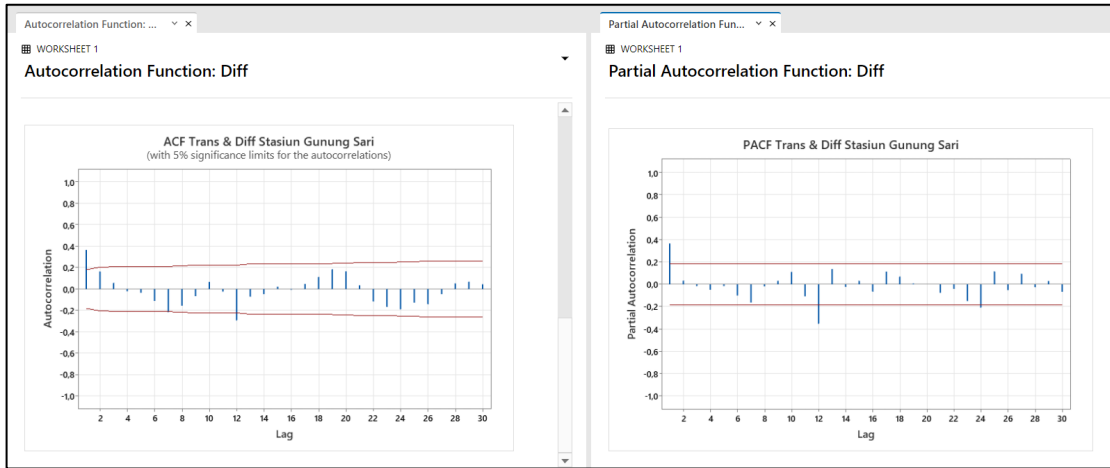 Autocorrelation Function: ...
WORKSHEET 1
Autocorrelation Function: Diff
ACF Trans & Diff Stasiun Gunung Sari
(with 5% significance limits for the autocorrelations)
Autocorrelation
1,0
0,8
0,6
0,4
0,2
0,0
-0,2
-0,4
-0,6
-0,8
-1,0
2 4 6 8 10 12 14 16 18 20 22 24 26 28 30
Lag
Partial Autocorrelation Fun...
WORKSHEET 1
Partial Autocorrelation Function: Diff
PACF Trans & Diff Stasiun Gunung Sari
Partial Autocorrelation
1,0
0,8
0,6
0,4
0,2
0,0
-0,2
-0,4
-0,6
-0,8
-1,0
2 4 6 8 10 12 14 16 18 20 22 24 26 28 30
Lag